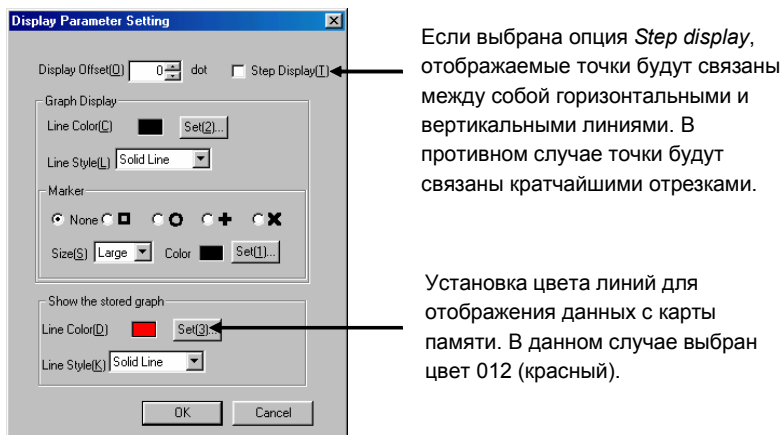 Display Parameter Setting
Display Offset(O) 0 dot Step Display(T)
Graph Display
Line Color(C) Set(2)...
Line Style(L) Solid Line
Marker
None
Size(S) Large Color Set(1)...
Show the stored graph
Line Color(D) Set(3)...
Line Style(K) Solid Line
OK Cancel
Если выбрана опция Step display,
отображаемые точки будут связаны
между собой горизонтальными и
вертикальными линиями. В
противном случае точки будут
связаны кратчайшими отрезками.
Установка цвета линий для
отображения данных с карты
памяти. В данном случае выбран
цвет 012 (красный).